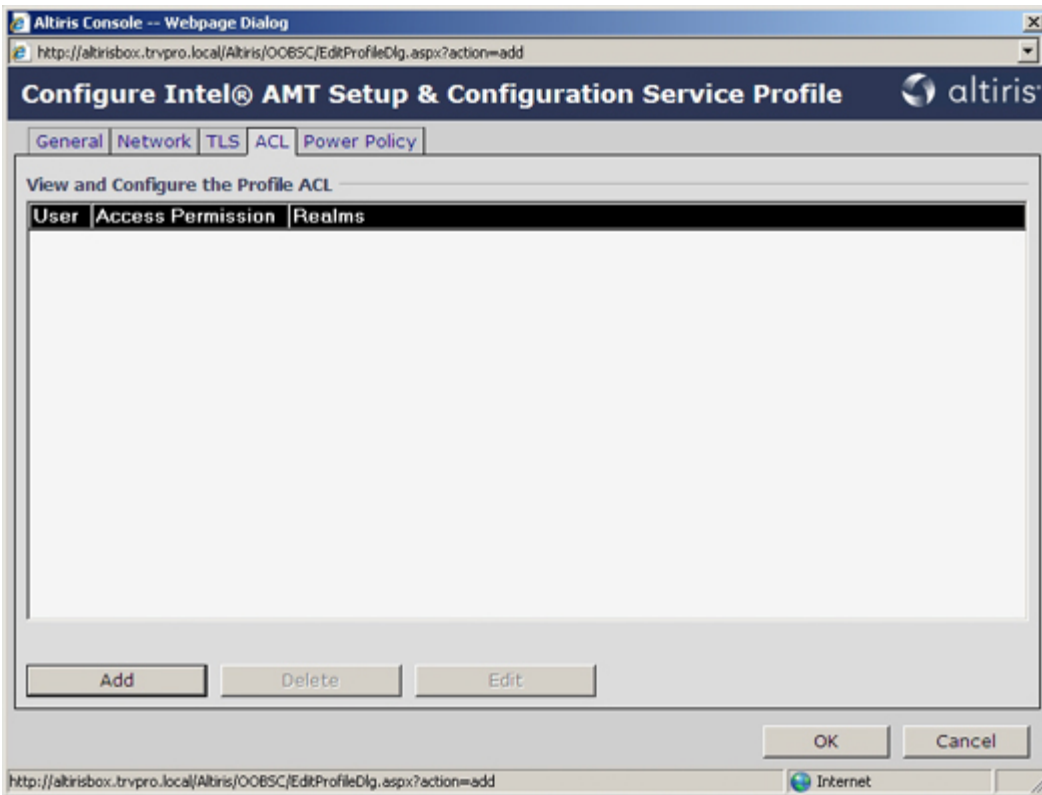 Altiris Console -- Webpage Dialog
http://altirisbox.trvpro.local/Altiris/OOBSC/EditProfileDlg.aspx?action=add
Configure Intel® AMT Setup & Configuration Service Profile
altiris
General Network TLS ACL Power Policy
View and Configure the Profile ACL
User Access Permission Realms
Add Delete Edit
OK Cancel
http://altirisbox.trvpro.local/Altiris/OOBSC/EditProfileDlg.aspx?action=add Internet